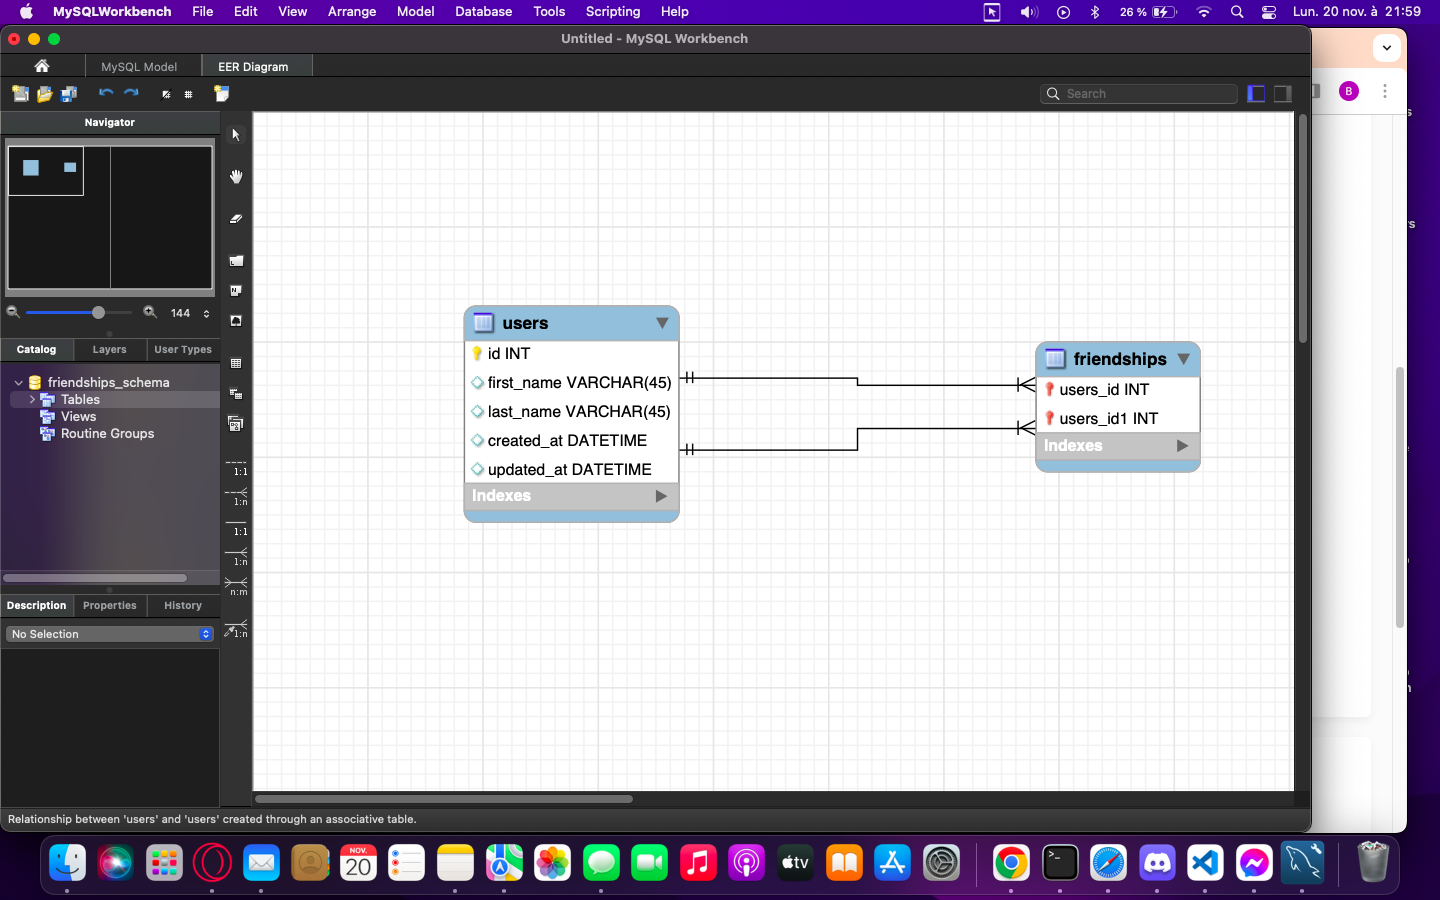 MySQLWorkbench File Edit View Arrange Model Database Tools Scripting Help 26 % Lun. 20 nov. à 21:59
Untitled - MySQL Workbench
MySQL Model EER Diagram
Search
B
Navigator
144
Catalog Layers User Types
friendships_schema
Tables
Views
Routine Groups
1:1
1:n
1:1
1:n
n:m
1:n
users
id INT
first_name VARCHAR(45)
last_name VARCHAR(45)
created_at DATETIME
updated_at DATETIME
Indexes
friendships
users_id INT
users_id1 INT
Indexes
Description Properties History
No Selection
Relationship between 'users' and 'users' created through an associative table.
NOV.
20
tv